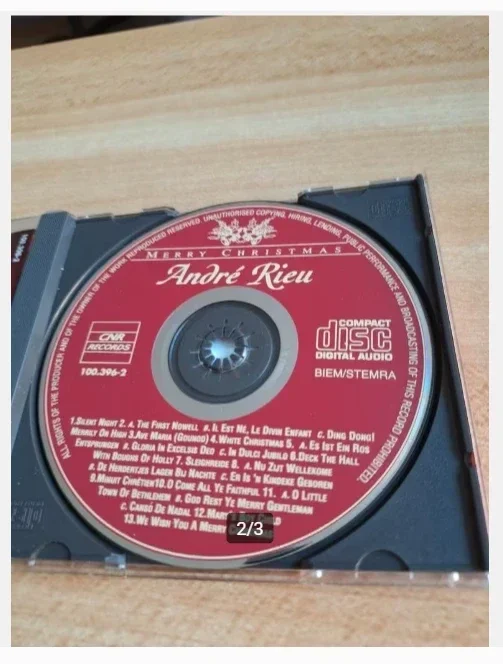 ALL RIGHTS OF THE PRODUCER AND OF THE OWNER OF THE WORK REPRODUCED RESERVED UNAUTHORISED COPYING, HIRING, LENDING, PUBLIC PERFORMANCE AND BROADCASTING OF THIS RECORD PROHIBITED.
MERRY CHRISTMAS
André Rieu
CNR
RECORDS
100.396-2
COMPACT
disc
DIGITAL AUDIO
BIEM/STEMRA
1.SILENT NIGHT 2. A. THE FIRST NOWELL B. IL EST NÉ, LE DIVIN ENFANT C. DING DONG!
MERRILY ON HIGH 3.AVE MARIA (GOUNOD) 4.WHITE CHRISTMAS 5. A. ES IST EIN ROS
ENTSPRUNGEN B. GLORIA IN EXCELSIS DEO C. IN DULCI JUBILO 6.DECK THE HALL
WITH BOUGHS OF HOLLY 7. SLEIGHRIDE 8. A. NU ZIJT WELLEKOME
B. DE HERDERTJES LAGEN BIJ NACHTE C. ER IS 'N KINDEKE GEBOREN
9.MINUIT CHRÉTIEN 10.O COME ALL YE FAITHFUL 11. A. O LITTLE
TOWN OF BETHLEHEM B. GOD REST YE MERRY GENTLEMAN
C. CANSÓ DE NADAL 12.MARY'S
13.WE WISH YOU A MERRY
2/3